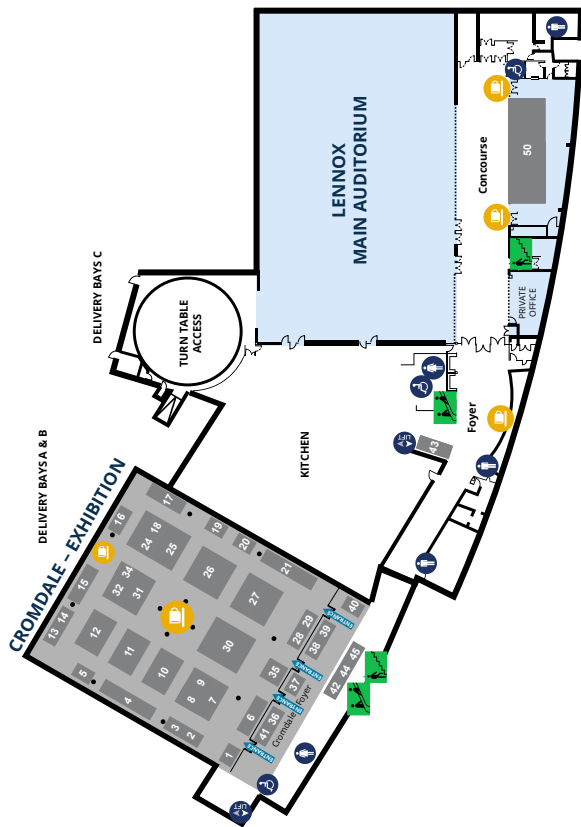 LENNOX
MAIN AUDITORIUM
Concourse
50
PRIVATE
OFFICE
DELIVERY BAYS C
TURN TABLE
ACCESS
KITCHEN
Foyer
43
LIFT
DELIVERY BAYS A & B
CROMDALE – EXHIBITION
17
16
18
24
25
19
20
21
15
14
13
34
32
31
26
27
12
11
10
9
8
7
30
5
4
3
2
1
29
28
40
39
38
35
37
6
36
41
ENTRANCE
ENTRANCE
ENTRANCE
ENTRANCE
Cromdale Foyer
45
44
42
LIFT